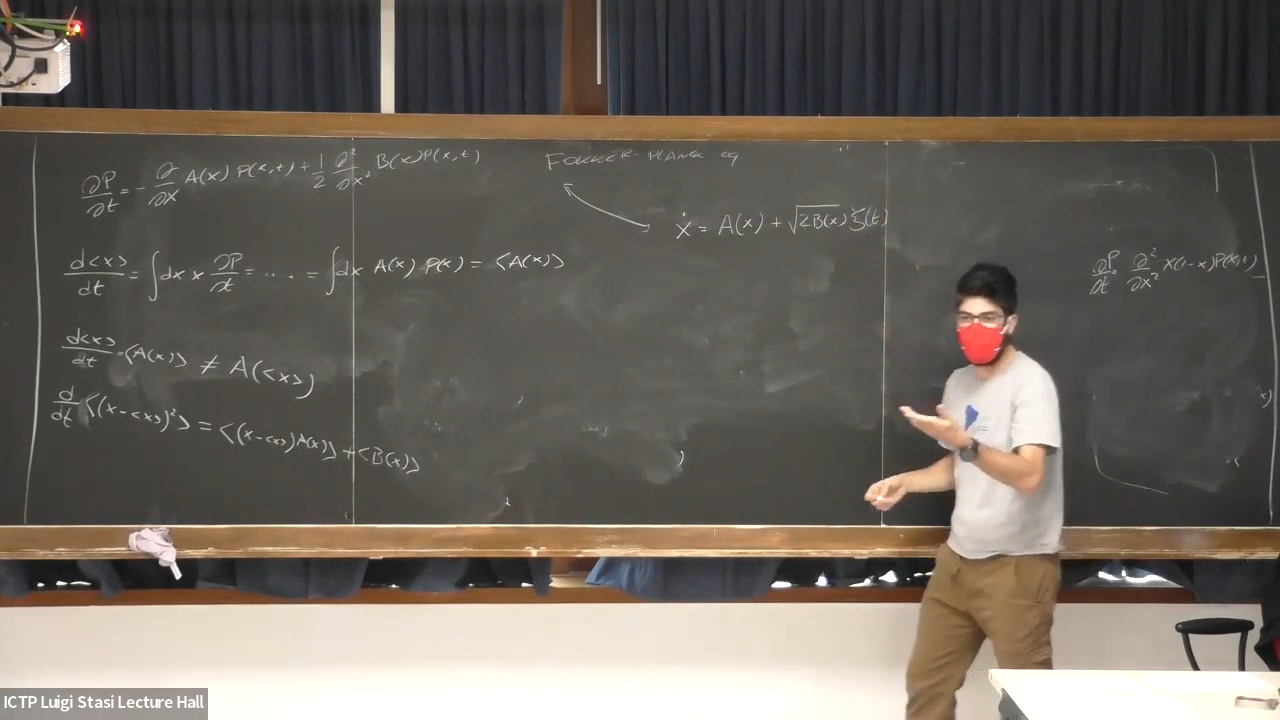 ∂P/∂t = - ∂/∂x A(x) P(x,t) + 1/2 ∂²/∂x² B(x)P(x,t)
FOKKER-PLANK eq
ẋ = A(x) + √2B(x) ξ(t)
d<x>/dt = ∫dx x ∂P/∂t = ..... = ∫dx A(x) P(x) = <A(x)>
∂P/∂t = ∂²/∂x² x(1-x)P(x,t)
d<x>/dt = <A(x)> ≠ A(<x>)
d/dt <(x-<x>)²> = <(x-<x>)A(x)> + <B(x)>
ICTP Luigi Stasi Lecture Hall